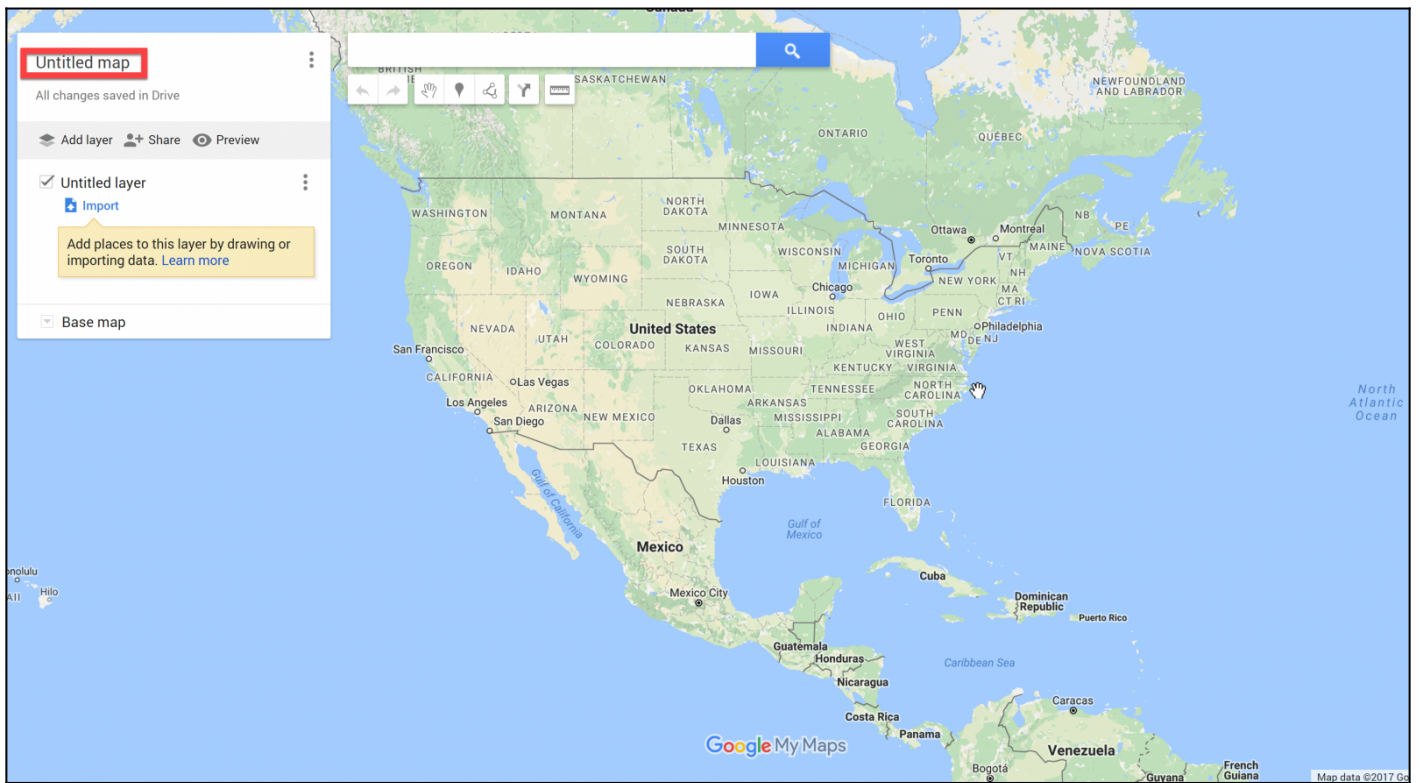 Canada
Untitled map
All changes saved in Drive
Add layer
Share
Preview
Untitled layer
Import
Add places to this layer by drawing or
importing data. Learn more
Base map
BRITISH
SASKATCHEWAN
NEWFOUNDLAND
AND LABRADOR
ONTARIO
QUÉBEC
WASHINGTON
MONTANA
NORTH
DAKOTA
MINNESOTA
Ottawa
Montreal
NB
PE
NOVA SCOTIA
MAINE
OREGON
IDAHO
WYOMING
SOUTH
DAKOTA
WISCONSIN
MICHIGAN
Toronto
VT
NH
NEW YORK
MA
CT RI
Chicago
IOWA
NEBRASKA
ILLINOIS
INDIANA
OHIO
PENN
Philadelphia
MD
DE
NJ
NEVADA
UTAH
COLORADO
United States
KANSAS
MISSOURI
WEST
VIRGINIA
KENTUCKY
VIRGINIA
San Francisco
CALIFORNIA
Las Vegas
OKLAHOMA
TENNESSEE
NORTH
CAROLINA
Los Angeles
ARIZONA
NEW MEXICO
ARKANSAS
San Diego
Dallas
MISSISSIPPI
SOUTH
CAROLINA
ALABAMA
TEXAS
GEORGIA
LOUISIANA
Houston
FLORIDA
North
Atlantic
Ocean
Gulf of California
Gulf of
Mexico
Mexico
Mexico City
Cuba
Dominican
Republic
Puerto Rico
Hilo
Guatemala
Honduras
Nicaragua
Caribbean Sea
Costa Rica
Panama
Caracas
Venezuela
Bogotá
Guyana
French
Guiana
Google My Maps
Map data ©2017 Go